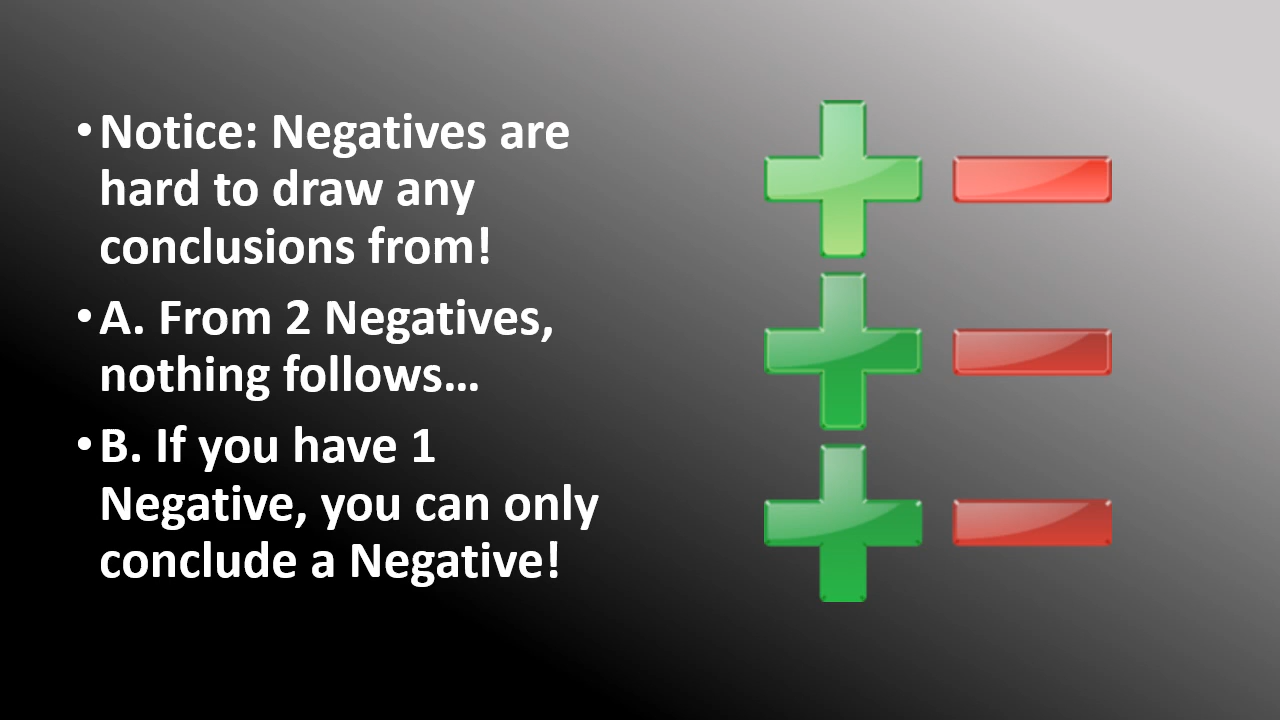 • Notice: Negatives are
hard to draw any
conclusions from!
• A. From 2 Negatives,
nothing follows…
• B. If you have 1
Negative, you can only
conclude a Negative!